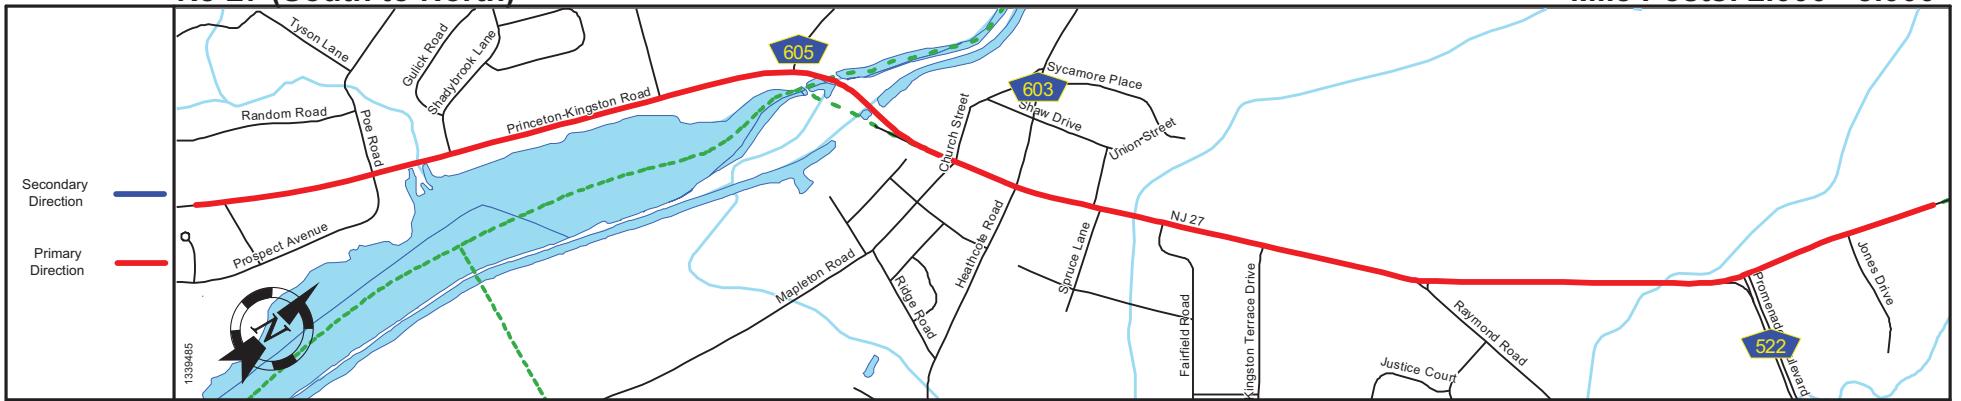 Tyson Lane
Gulick Road
Shadybrook Lane
605
Sycamore Place
603
Random Road
Princeton-Kingston Road
Poe Road
Church Street
Shaw Drive
Union Street
Secondary
Direction
NJ 27
Prospect Avenue
Primary
Direction
Mapleton Road
Heathcote Road
Spruce Lane
Ridge Road
Fairfield Road
Kingston Terrace Drive
Raymond Road
Jones Drive
522
Justice Court
N
1339485